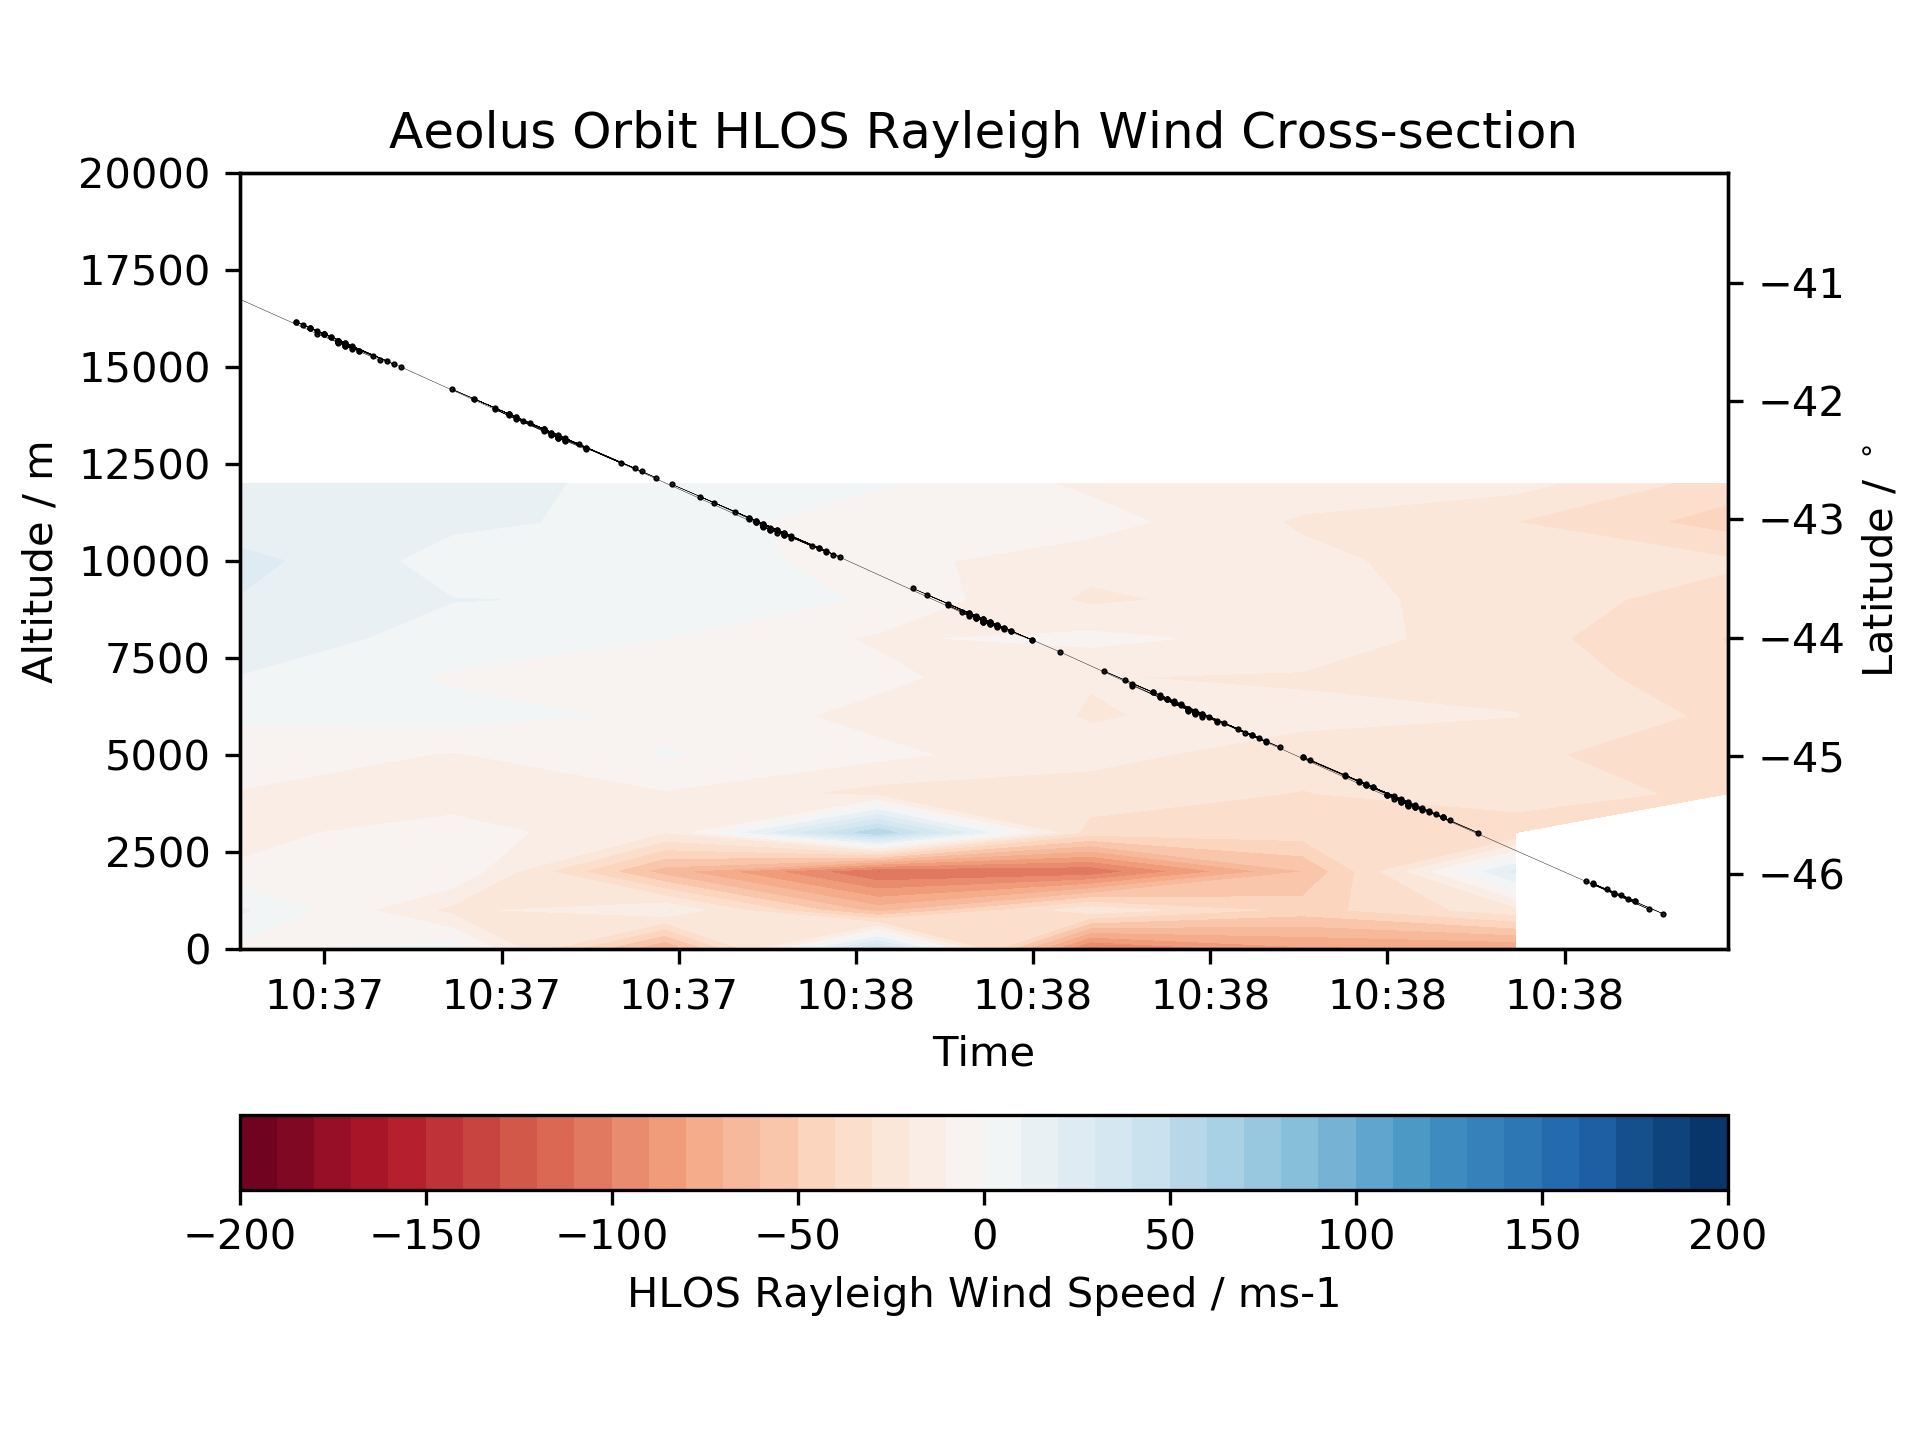 Aeolus Orbit HLOS Rayleigh Wind Cross-section
20000
17500
15000
12500
10000
7500
5000
2500
0
Altitude / m
−41
−42
−43
−44
−45
−46
Latitude / °
10:37 10:37 10:37 10:38 10:38 10:38 10:38 10:38
Time
−200 −150 −100 −50 0 50 100 150 200
HLOS Rayleigh Wind Speed / ms-1